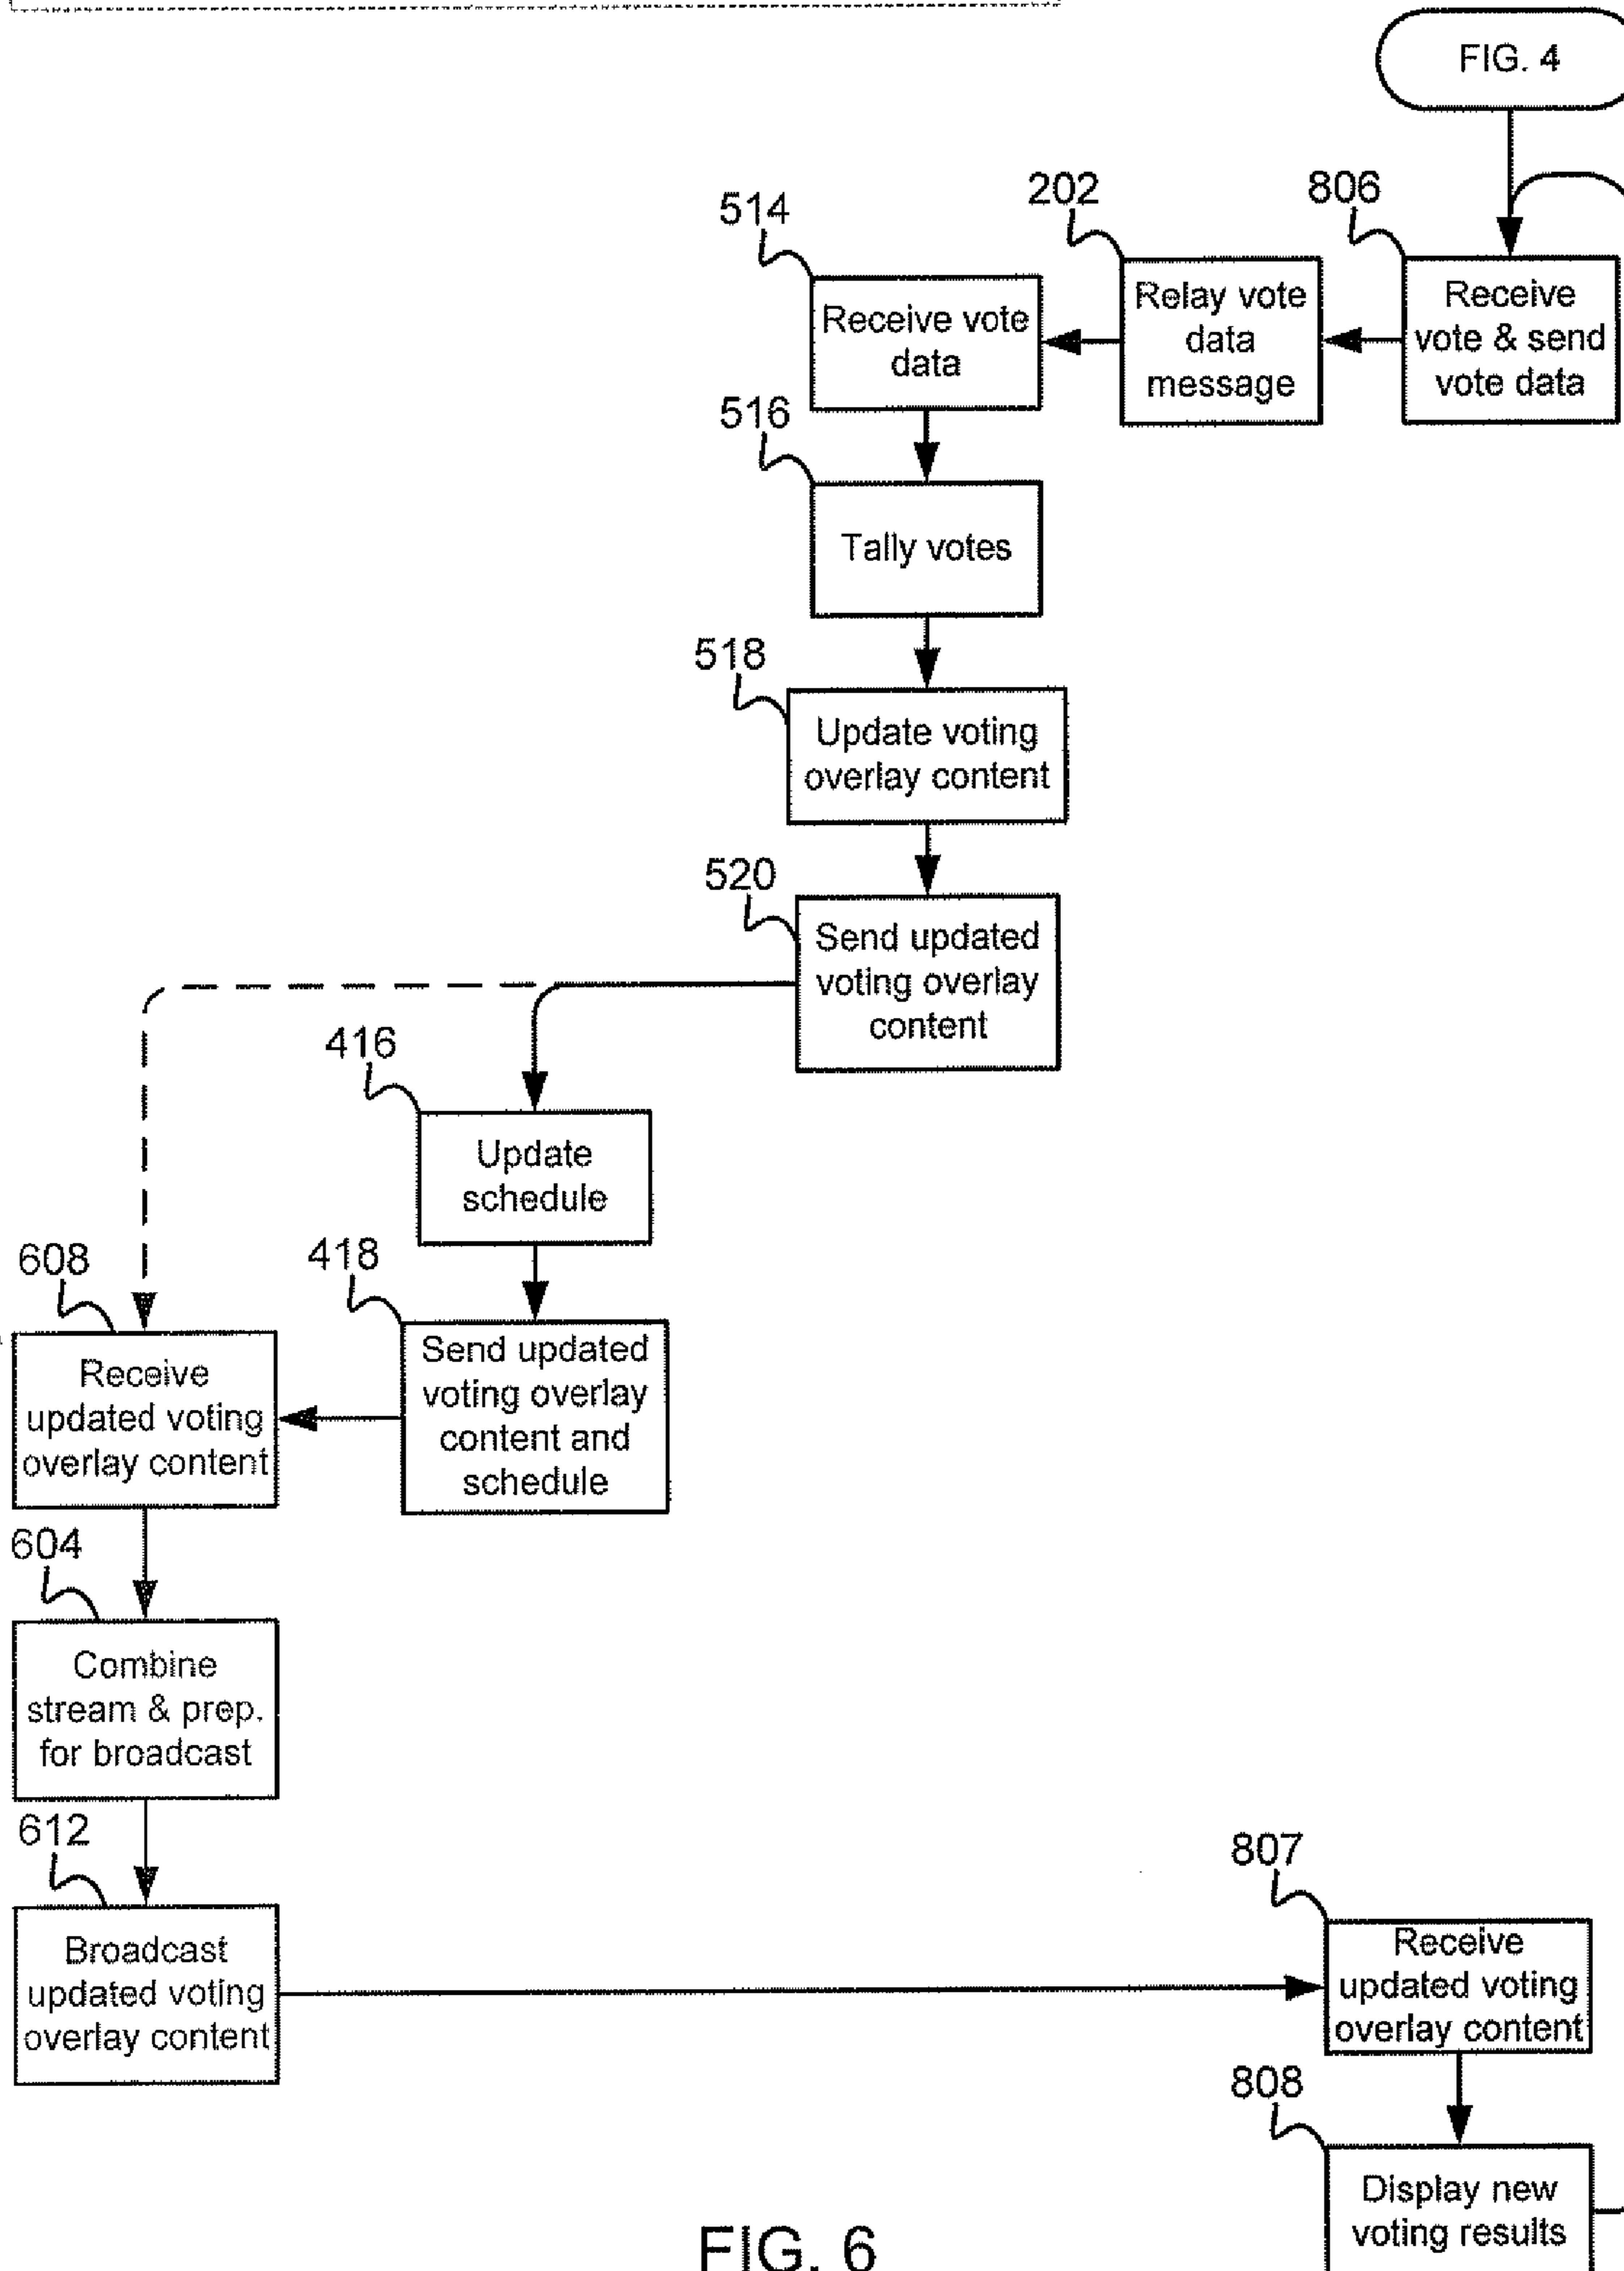 FIG. 4
806
Receive
vote & send
vote data
202
Relay vote
data
message
514
Receive vote
data
516
Tally votes
518
Update voting
overlay content
520
Send updated
voting overlay
content
416
Update
schedule
418
Send updated
voting overlay
content and
schedule
608
Receive
updated voting
overlay content
604
Combine
stream & prep.
for broadcast
612
Broadcast
updated voting
overlay content
807
Receive
updated voting
overlay content
808
Display new
voting results
FIG. 6